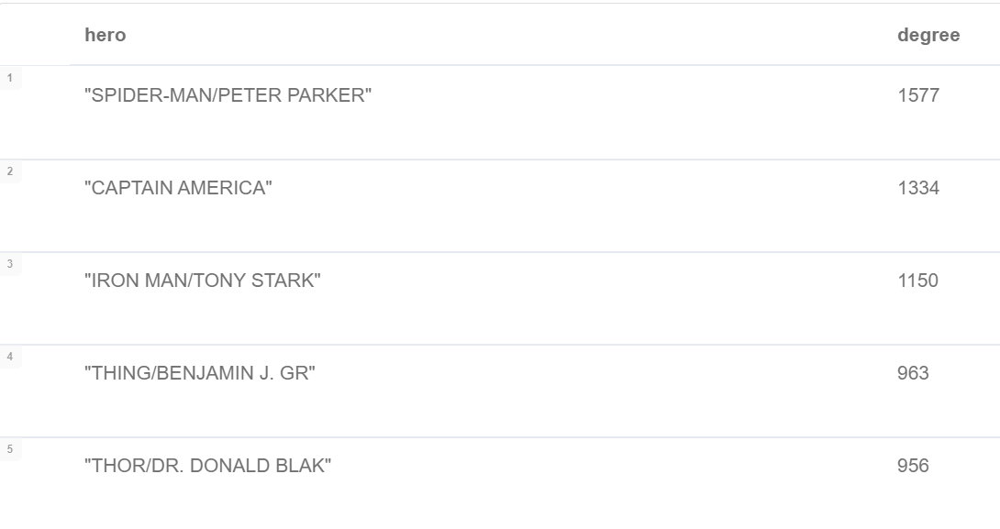 hero degree
1
"SPIDER-MAN/PETER PARKER" 1577
2
"CAPTAIN AMERICA" 1334
3
"IRON MAN/TONY STARK" 1150
4
"THING/BENJAMIN J. GR" 963
5
"THOR/DR. DONALD BLAK" 956